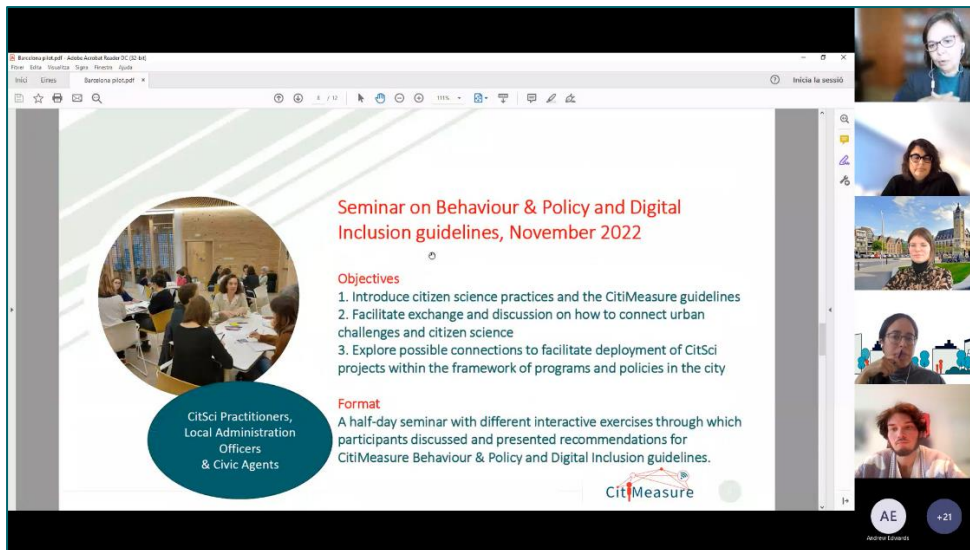 Barcelona pilot.pdf - Adobe Acrobat Reader DC (32-bit)
Fitxer Edita Visualitza Signa Finestra Ajuda
Inici Eines Barcelona pilot.pdf ×
Inicia la sessió
/ 12 111%
Seminar on Behaviour & Policy and Digital
Inclusion guidelines, November 2022
Objectives
1. Introduce citizen science practices and the CitiMeasure guidelines
2. Facilitate exchange and discussion on how to connect urban
challenges and citizen science
3. Explore possible connections to facilitate deployment of CitSci
projects within the framework of programs and policies in the city
Format
A half-day seminar with different interactive exercises through which
participants discussed and presented recommendations for
CitiMeasure Behaviour & Policy and Digital Inclusion guidelines.
CitSci Practitioners,
Local Administration
Officers
& Civic Agents
CitiMeasure
AE
Andrew Edwards
+21